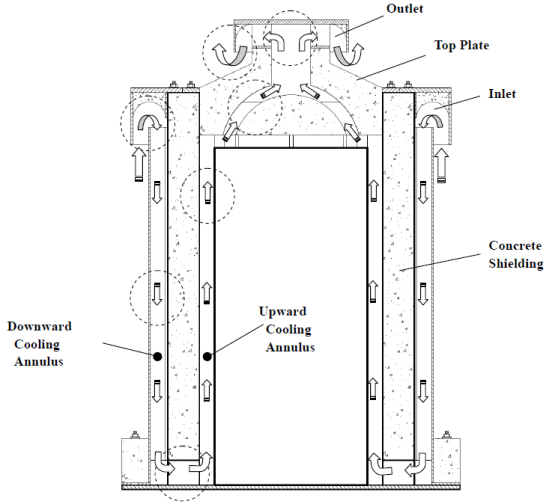 Outlet
Top Plate
Inlet
Concrete
Shielding
Upward
Cooling
Annulus
Downward
Cooling
Annulus